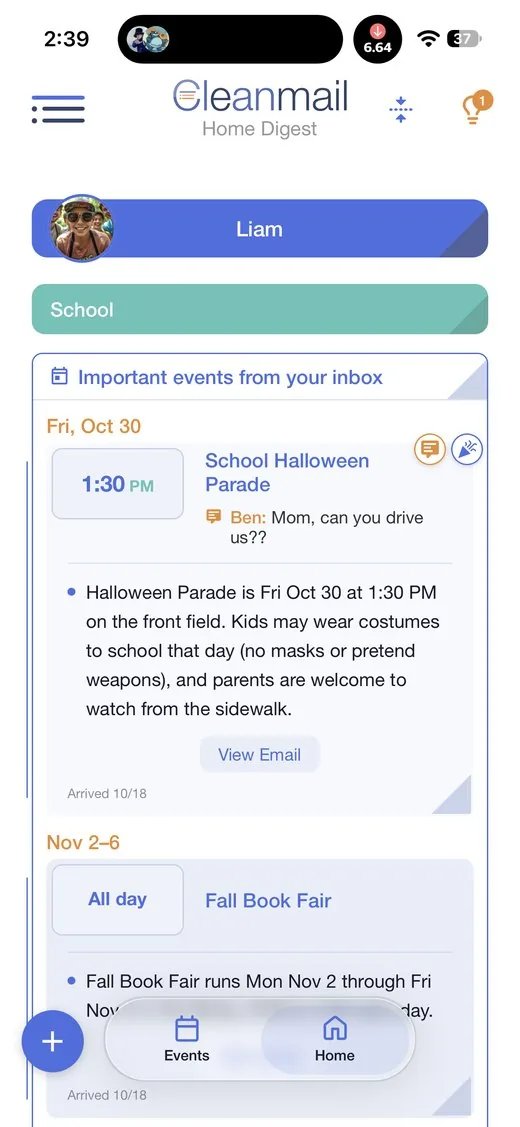 2:39
6.64
37
Cleanmail
Home Digest
1
Liam
School
Important events from your inbox
Fri, Oct 30
1:30 PM
School Halloween
Parade
Ben: Mom, can you drive
us??
Halloween Parade is Fri Oct 30 at 1:30 PM
on the front field. Kids may wear costumes
to school that day (no masks or pretend
weapons), and parents are welcome to
watch from the sidewalk.
View Email
Arrived 10/18
Nov 2–6
All day
Fall Book Fair
Fall Book Fair runs Mon Nov 2 through Fri
Nov day.
+
Events
Home
Arrived 10/18